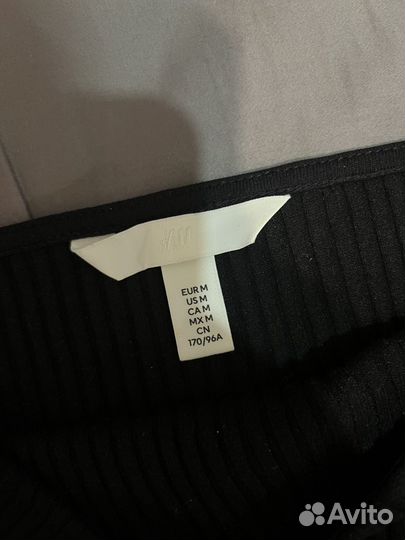 H&M
EUR M
US M
CA M
MX M
CN
170/96A
Avito